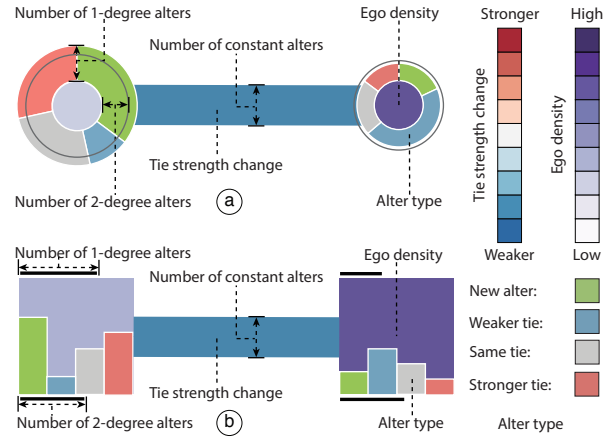 Number of 1-degree alters
Number of constant alters
Ego density
Tie strength change
Number of 2-degree alters
a
Alter type
Stronger
High
Tie strength change
Ego density
Weaker
Low
Number of 1-degree alters
Number of constant alters
Ego density
Tie strength change
Number of 2-degree alters
b
Alter type
New alter:
Weaker tie:
Same tie:
Stronger tie:
Alter type